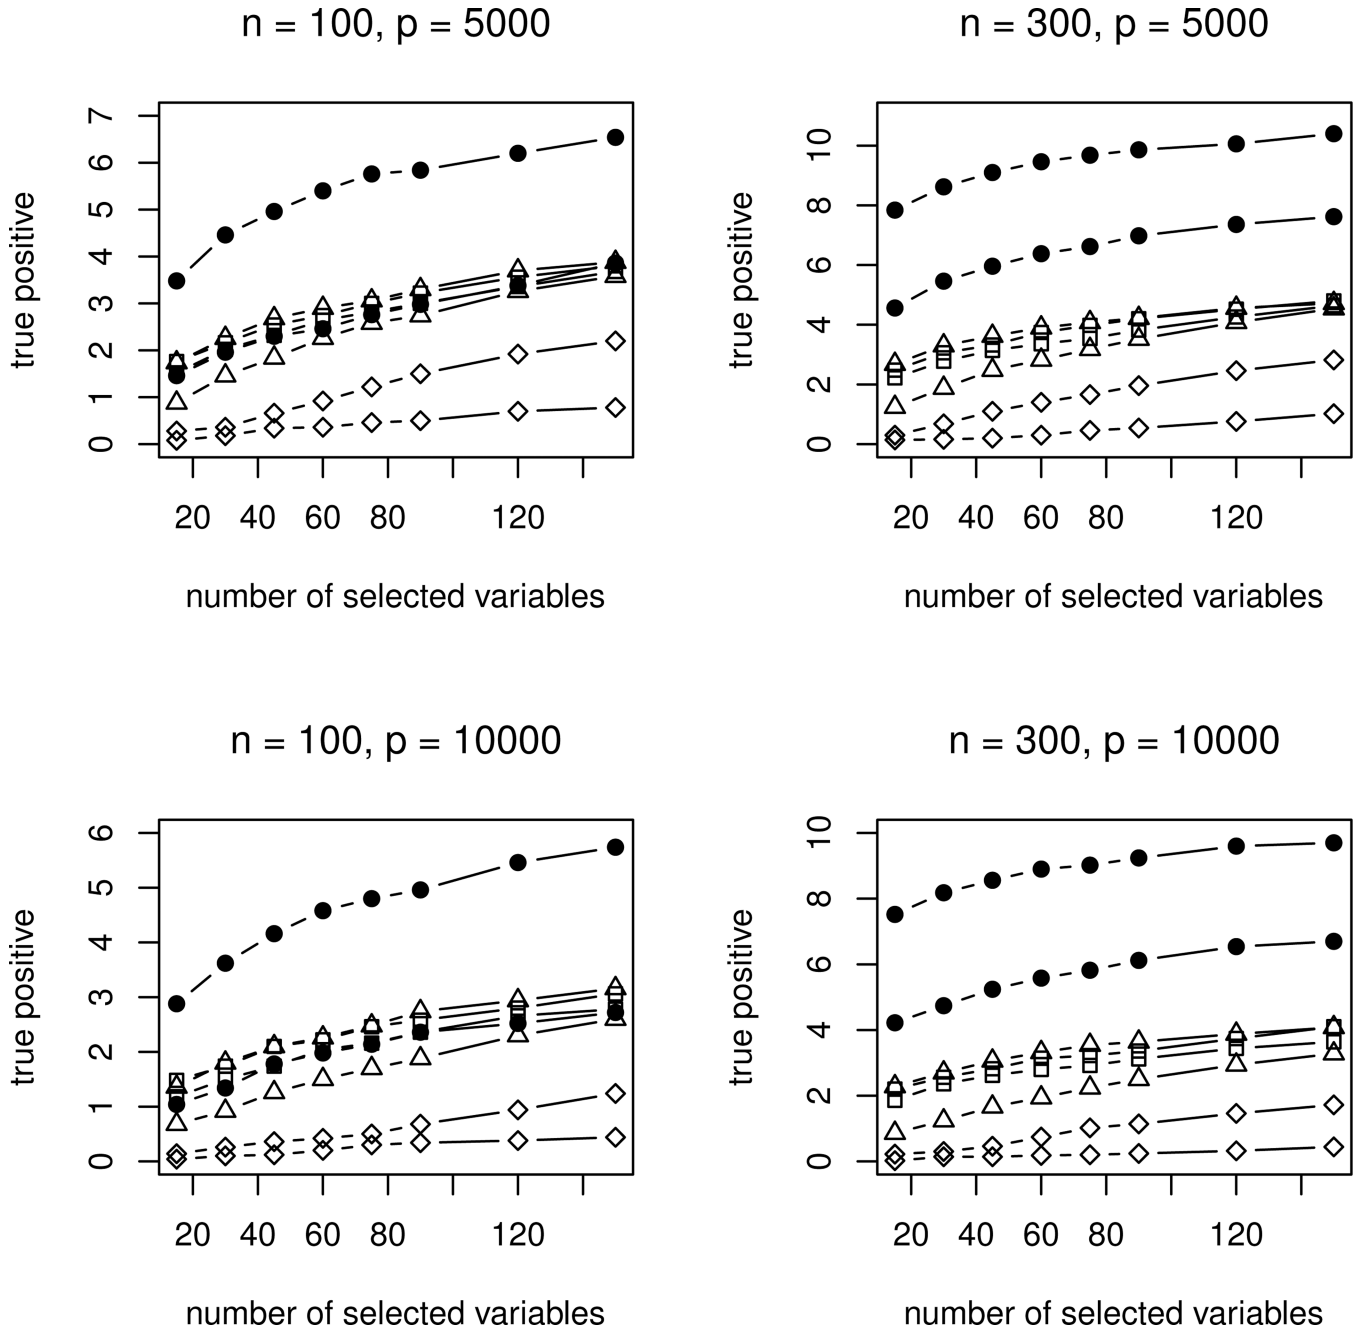 n = 100, p = 5000
true positive
7
6
5
4
3
2
1
0
20 40 60 80 120
number of selected variables
n = 300, p = 5000
true positive
10
8
6
4
2
0
20 40 60 80 120
number of selected variables
n = 100, p = 10000
true positive
6
5
4
3
2
1
0
20 40 60 80 120
number of selected variables
n = 300, p = 10000
true positive
10
8
6
4
2
0
20 40 60 80 120
number of selected variables